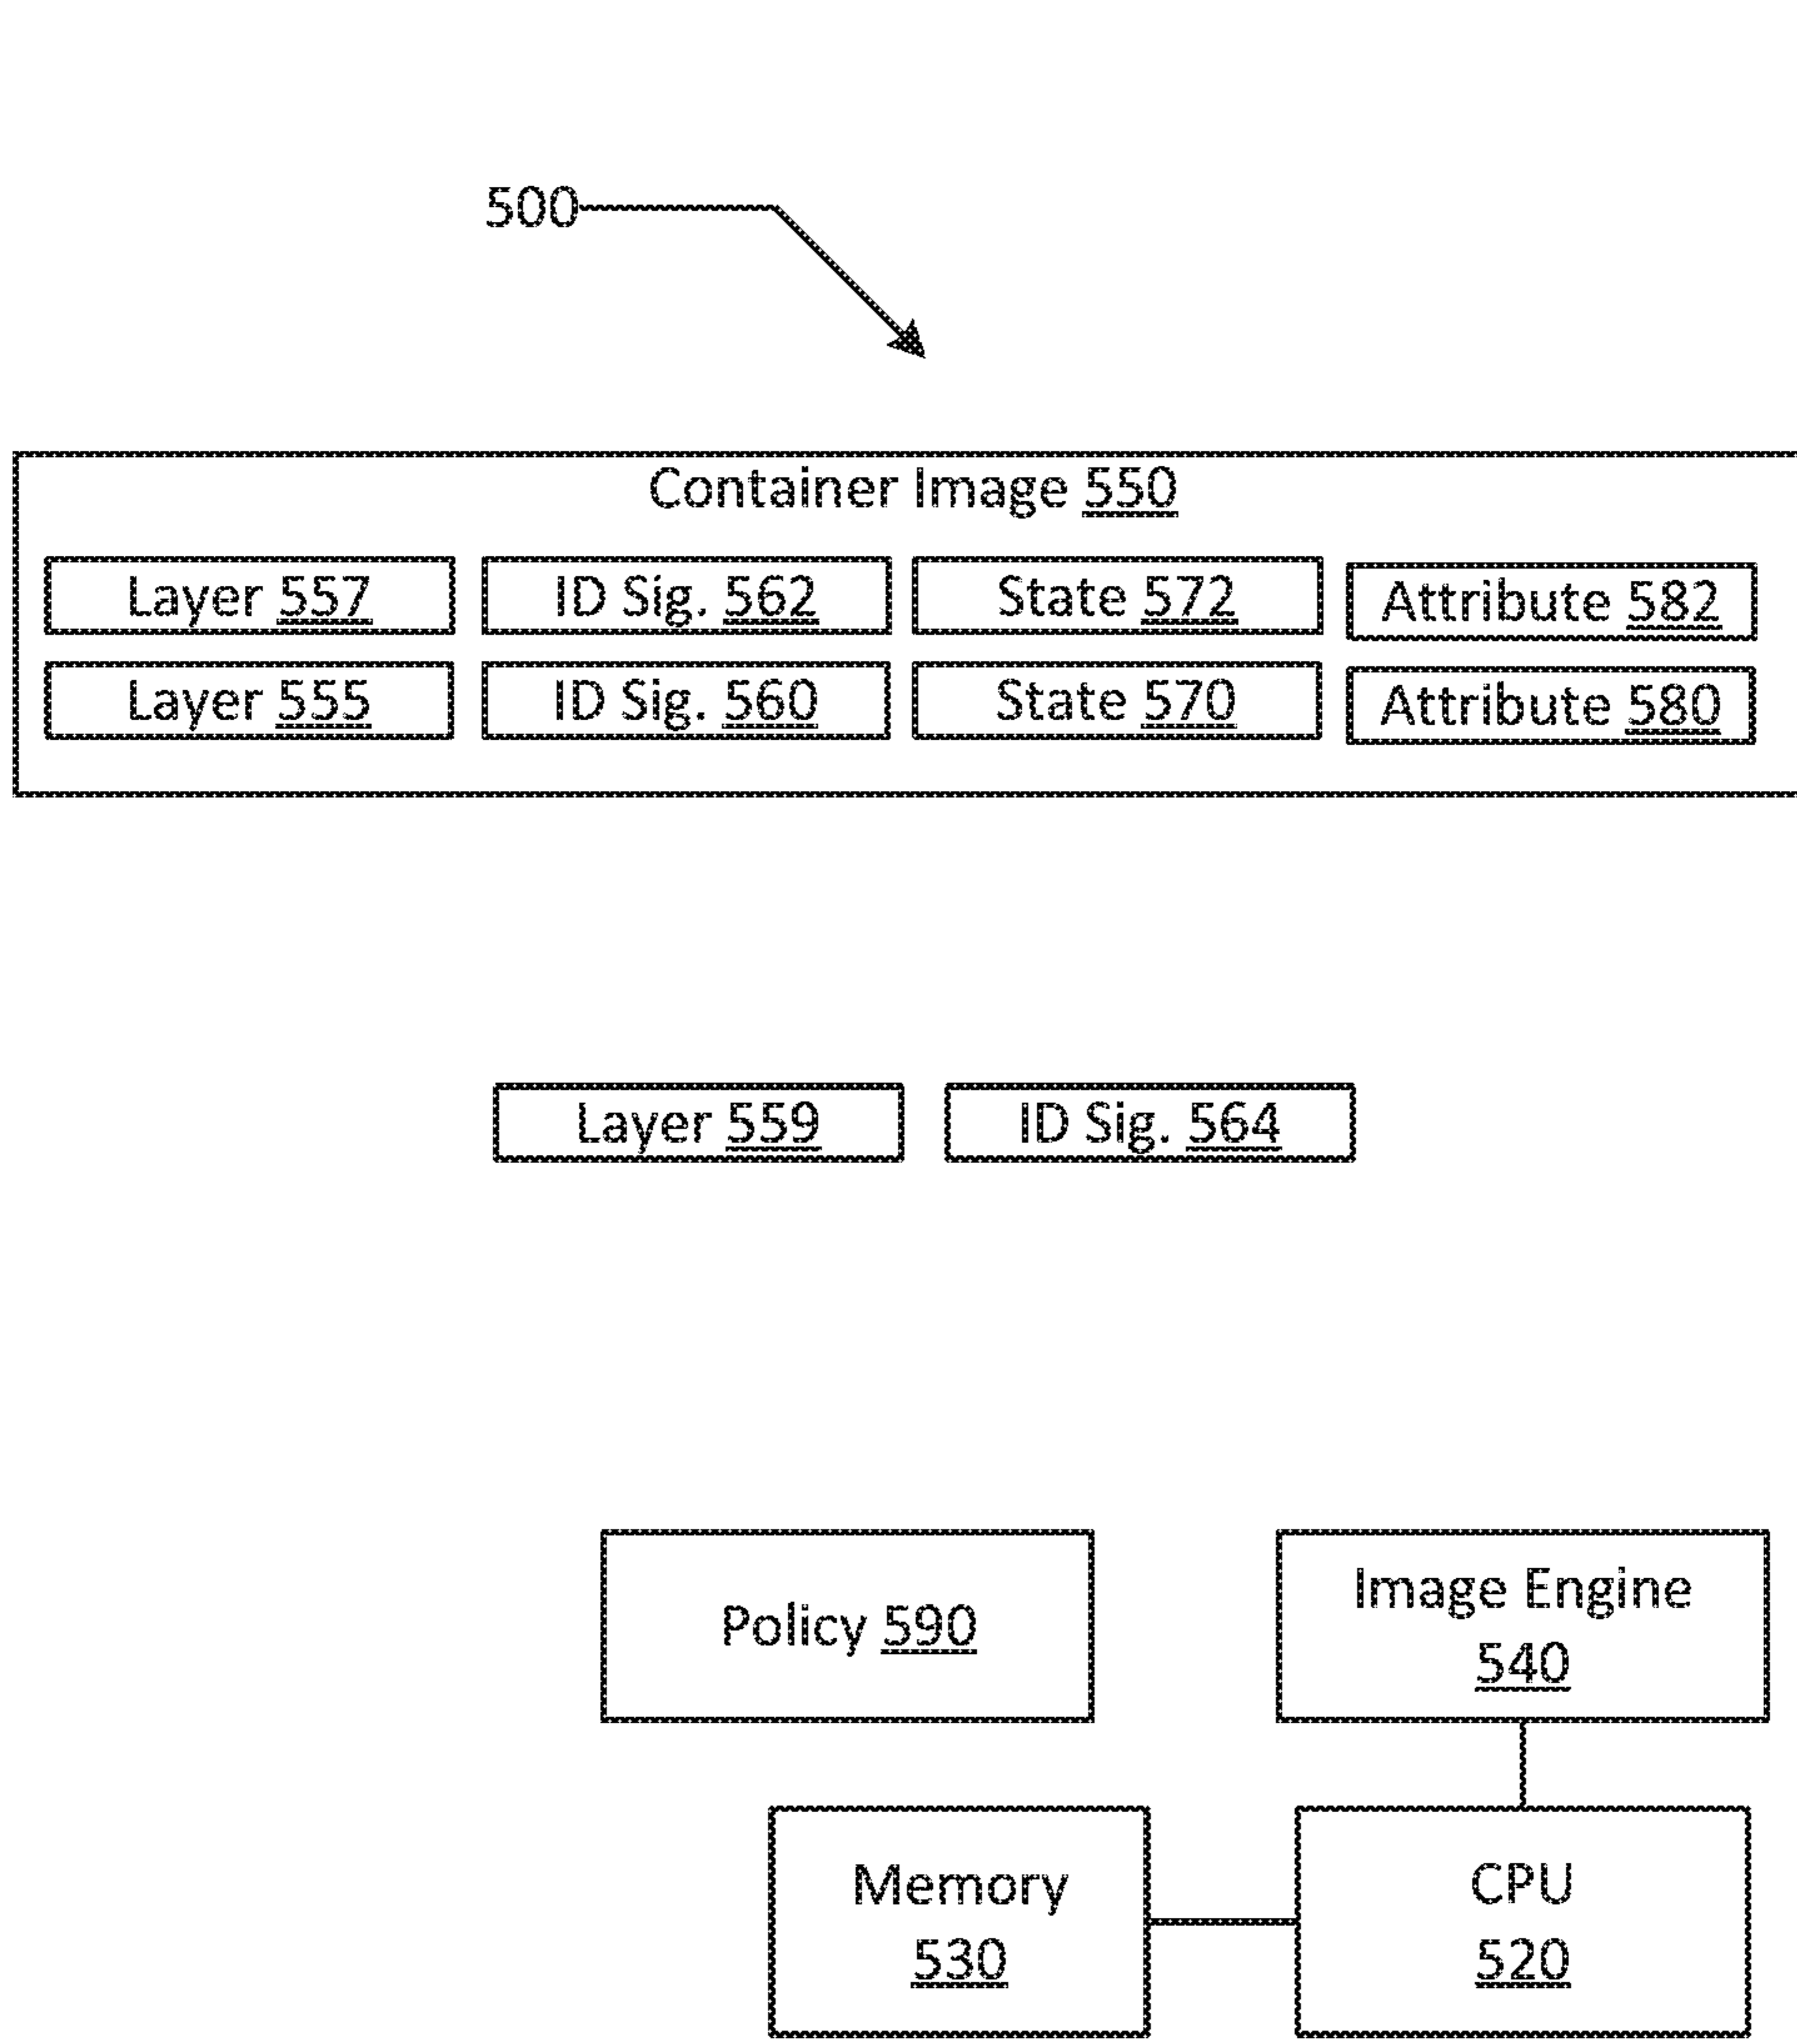 500
Container Image 550
Layer 557 ID Sig. 562 State 572 Attribute 582
Layer 555 ID Sig. 560 State 570 Attribute 580
Layer 559 ID Sig. 564
Policy 590
Image Engine
540
Memory
530
CPU
520